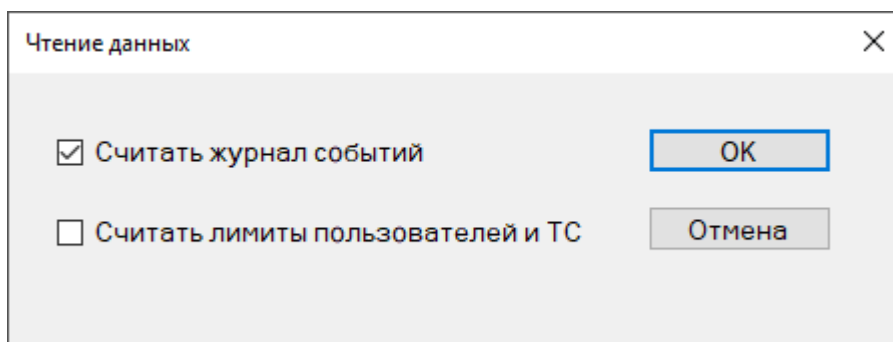 Чтение данных
Считать журнал событий
OK
Считать лимиты пользователей и ТС
Отмена